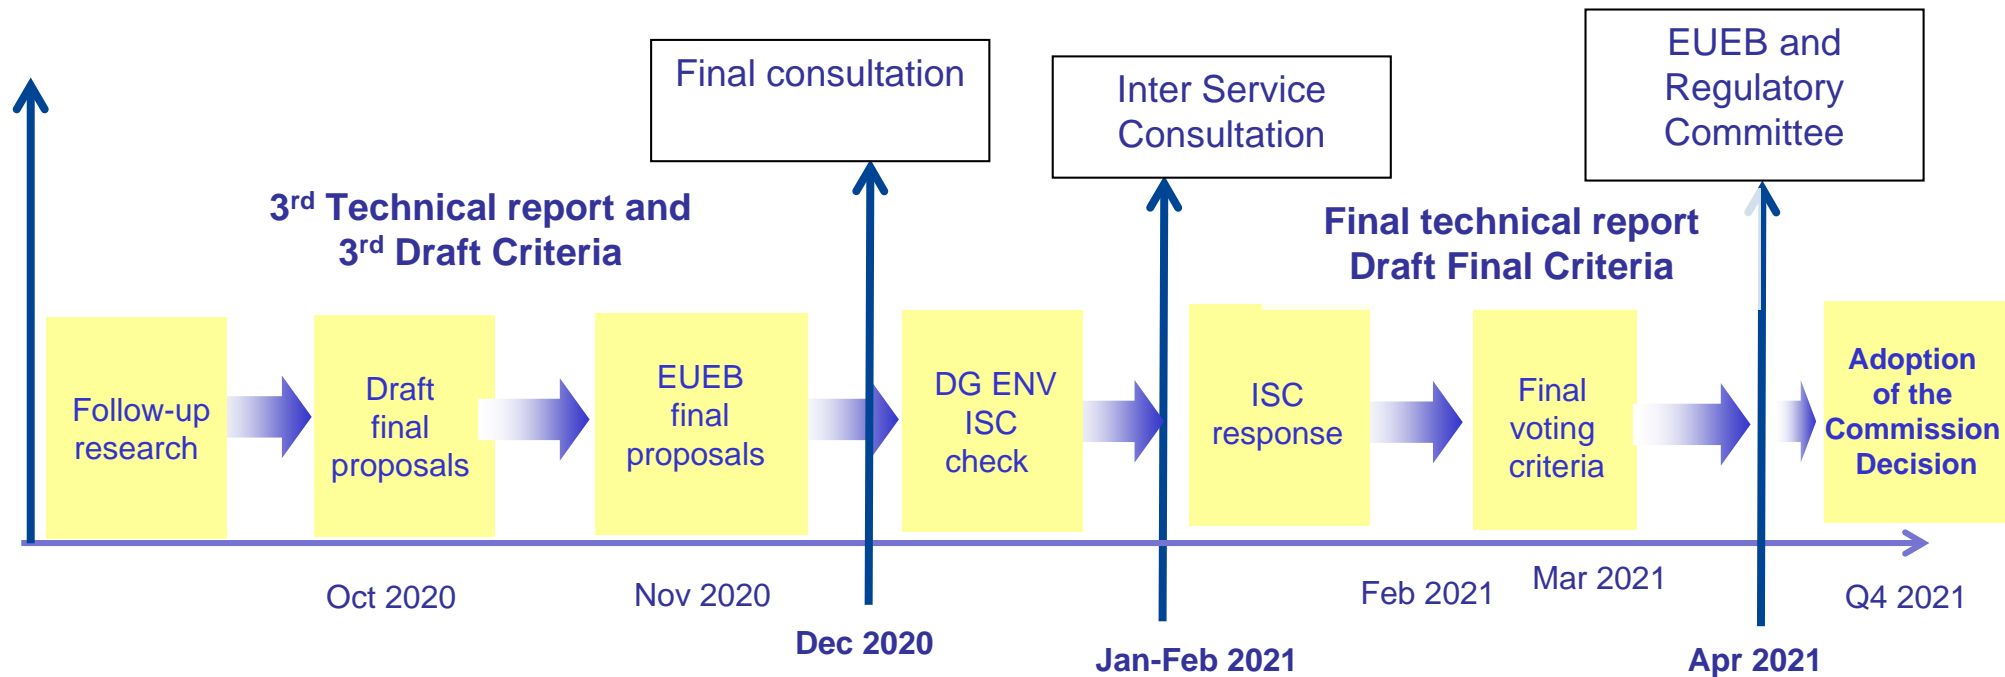 Final consultation
Inter Service
Consultation
EUEB and
Regulatory
Committee
3rd Technical report and
3rd Draft Criteria
Final technical report
Draft Final Criteria
Follow-up
research
Draft
final
proposals
EUEB
final
proposals
DG ENV
ISC
check
ISC
response
Final
voting
criteria
Adoption
of the
Commission
Decision
Oct 2020
Nov 2020
Dec 2020
Jan-Feb 2021
Feb 2021
Mar 2021
Apr 2021
Q4 2021